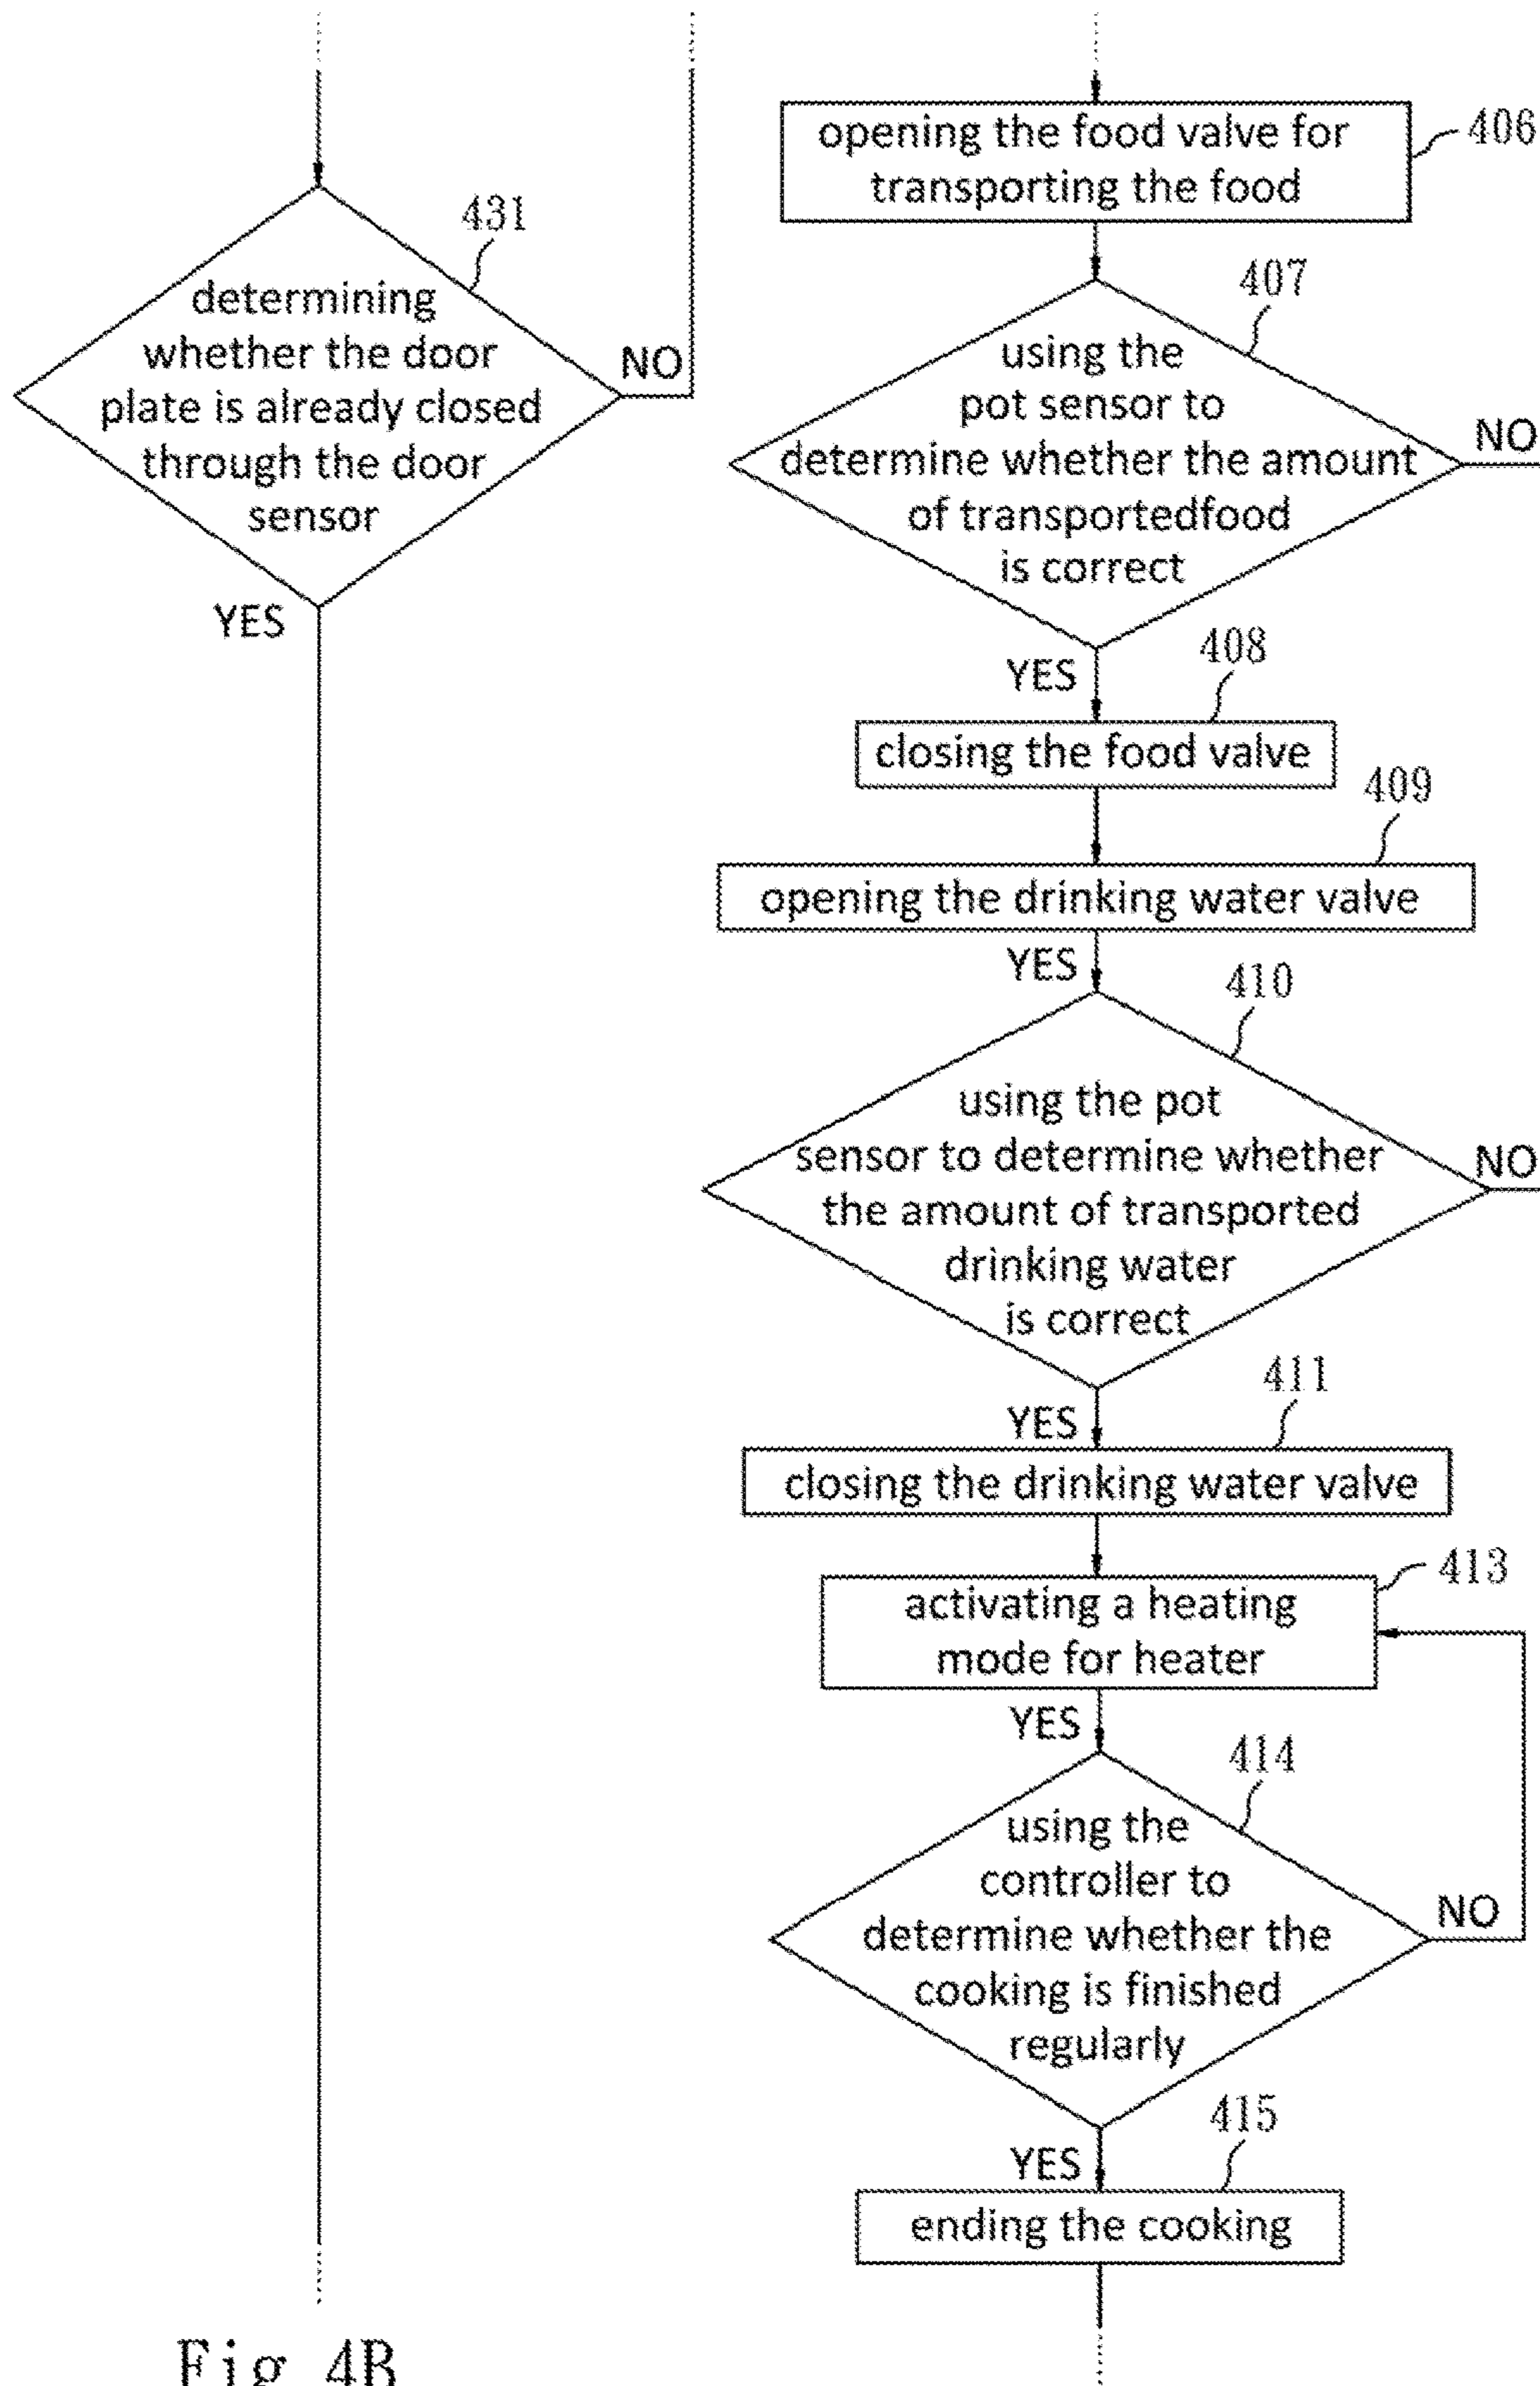 431
determining
whether the door
plate is already closed
through the door
sensor
NO
YES
opening the food valve for
transporting the food
406
407
using the
pot sensor to
determine whether the amount
of transportedfood
is correct
NO
YES
408
closing the food valve
409
opening the drinking water valve
YES
410
using the pot
sensor to determine whether
the amount of transported
drinking water
is correct
NO
YES
411
closing the drinking water valve
413
activating a heating
mode for heater
YES
414
using the
controller to
determine whether the
cooking is finished
regularly
NO
YES
415
ending the cooking
Fig 4B